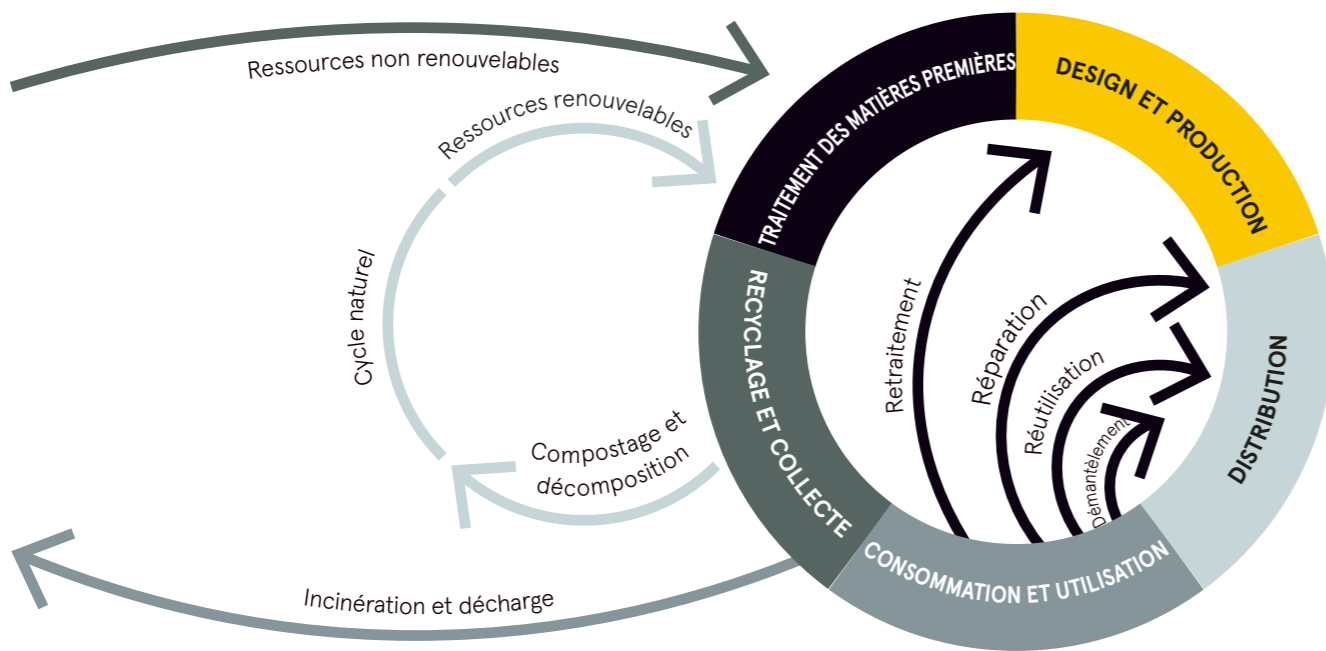 Ressources non renouvelables
Ressources renouvelables
Cycle naturel
Compostage et
décomposition
Incinération et décharge
TRAITEMENT DES MATIÈRES PREMIÈRES
DESIGN ET PRODUCTION
DISTRIBUTION
CONSOMMATION ET UTILISATION
RECYCLAGE ET COLLECTE
Retraitement
Réparation
Réutilisation
Démantèlement